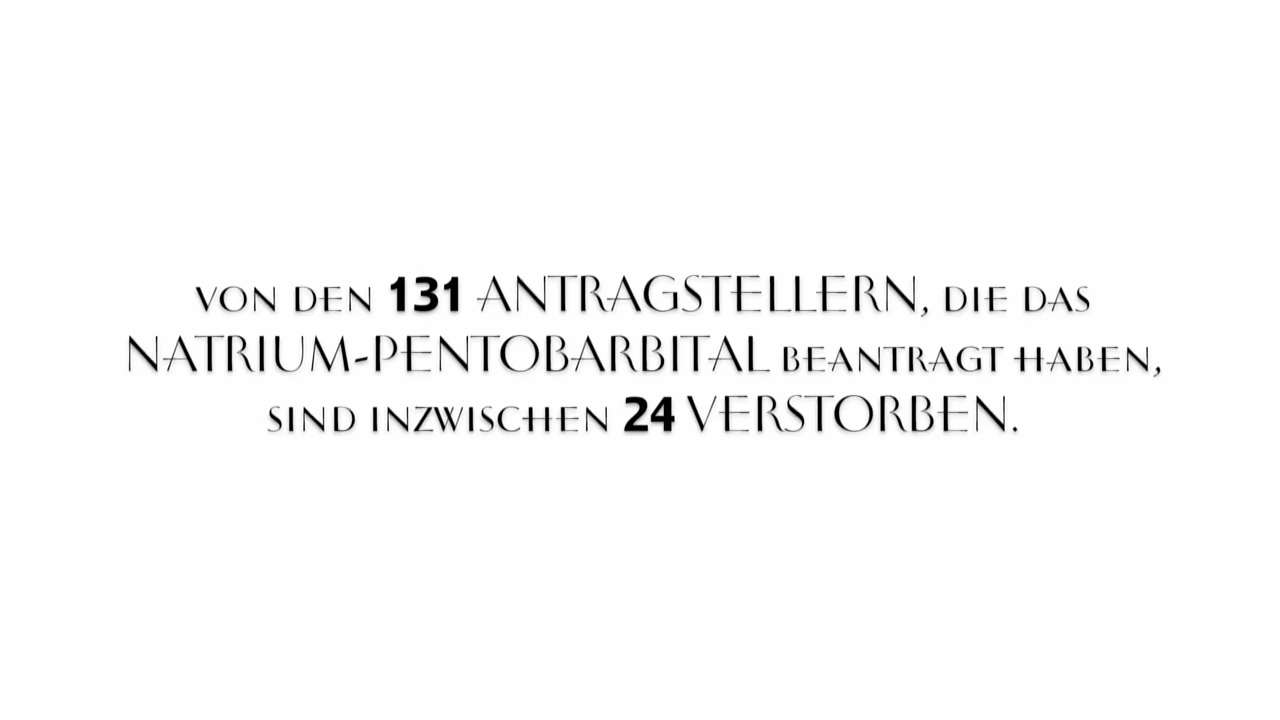 VON DEN 131 ANTRAGSTELLERN, DIE DAS
NATRIUM-PENTOBARBITAL BEANTRAGT HABEN,
SIND INZWISCHEN 24 VERSTORBEN.